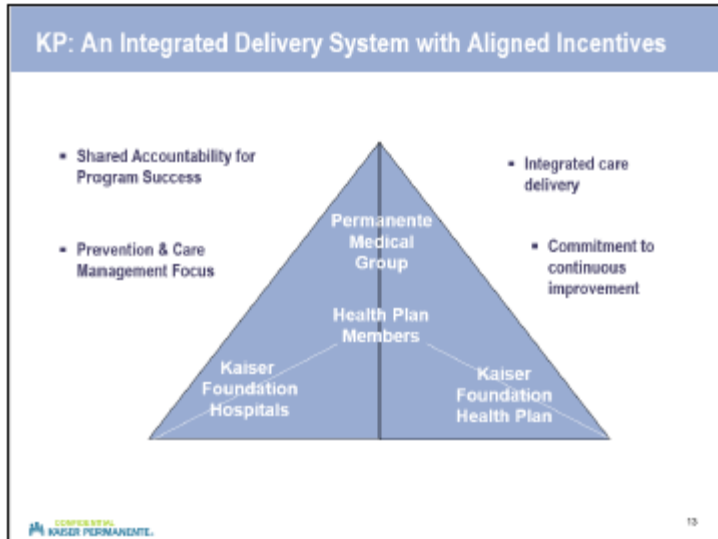 KP: An Integrated Delivery System with Aligned Incentives
▪ Shared Accountability for
Program Success
▪ Prevention & Care
Management Focus
▪ Integrated care
delivery
▪ Commitment to
continuous
improvement
Permanente
Medical
Group
Health Plan
Members
Kaiser
Foundation
Hospitals
Kaiser
Foundation
Health Plan
CONFIDENTIAL
KAISER PERMANENTE.
13